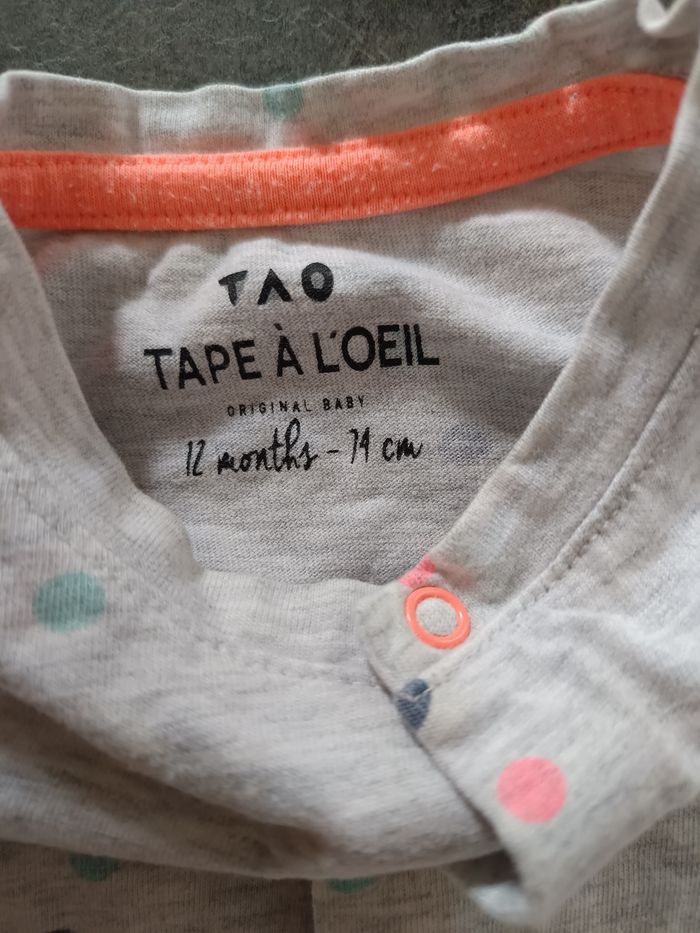 TAO
TAPE À L'OEIL
ORIGINAL BABY
12 months - 74 cm